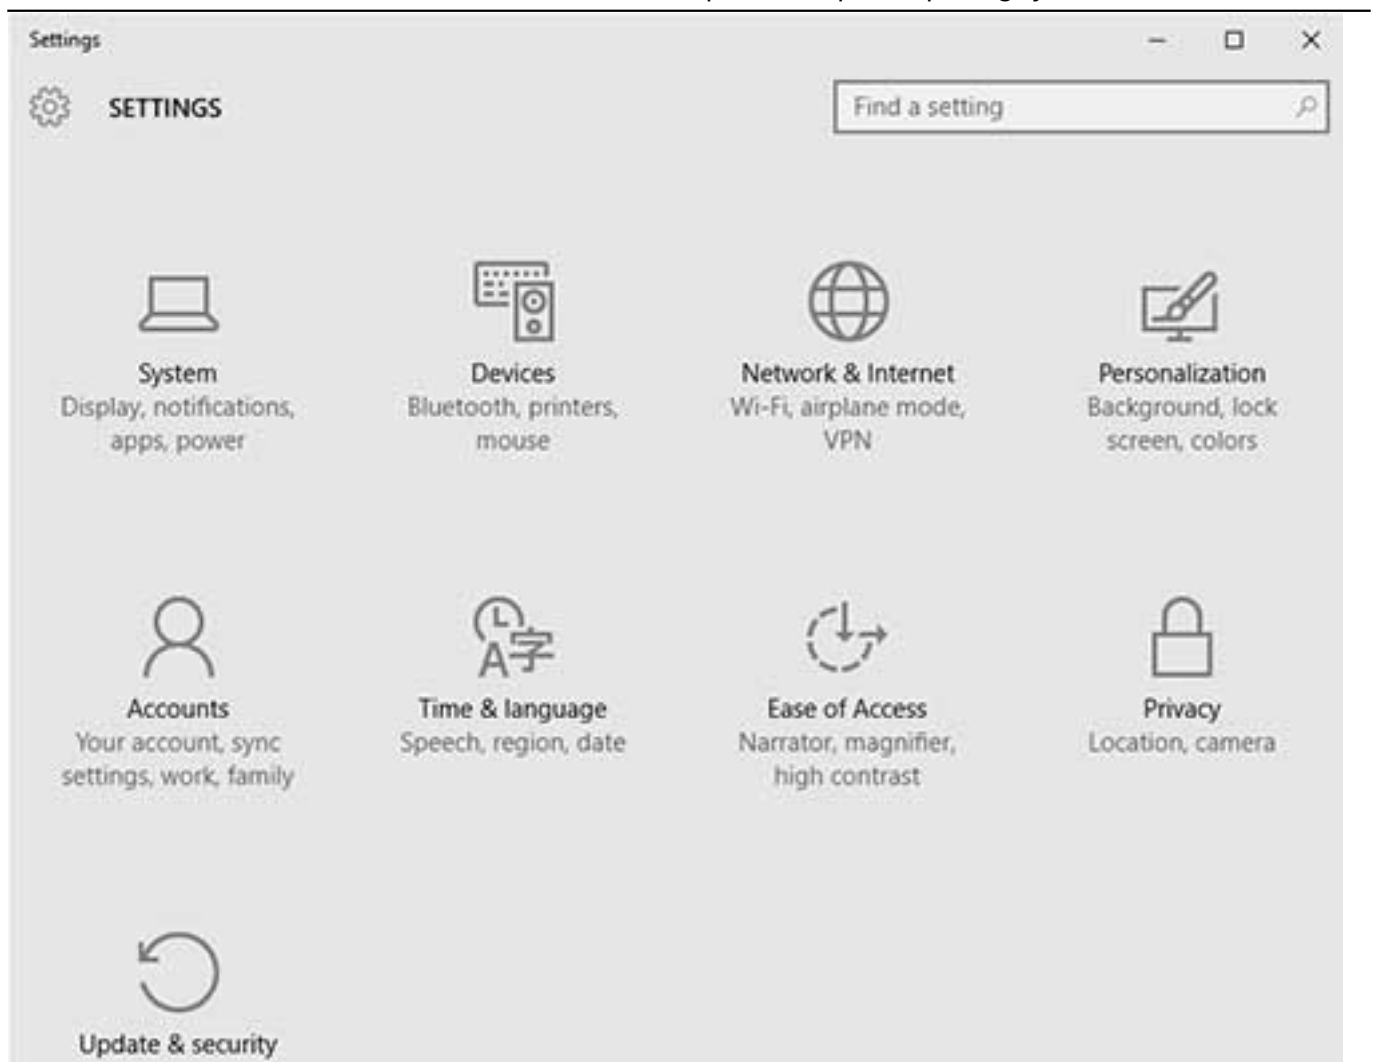 Settings
SETTINGS
Find a setting
System
Display, notifications,
apps, power
Devices
Bluetooth, printers,
mouse
Network & Internet
Wi-Fi, airplane mode,
VPN
Personalization
Background, lock
screen, colors
Accounts
Your account, sync
settings, work, family
A字
Time & language
Speech, region, date
Ease of Access
Narrator, magnifier,
high contrast
Privacy
Location, camera
Update & security